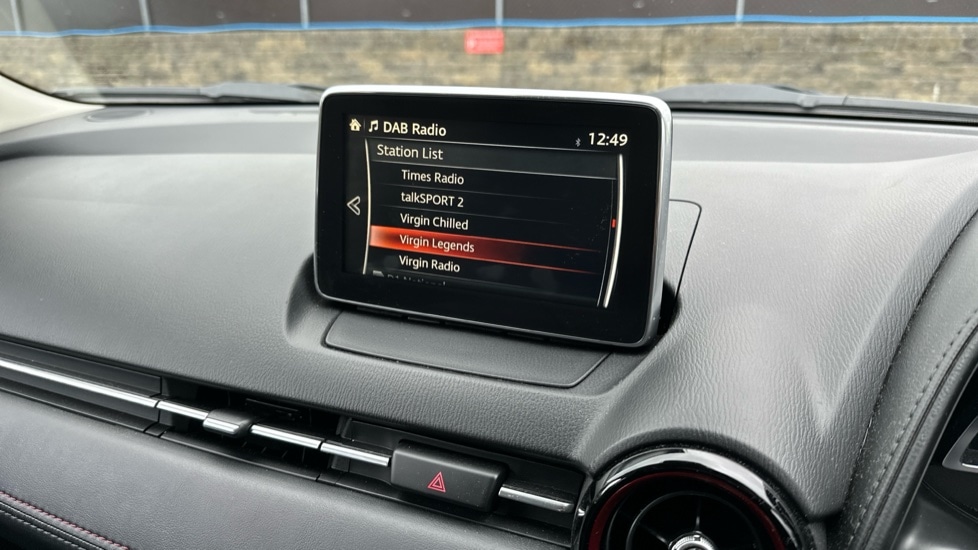 DAB Radio
12:49
Station List
Times Radio
talkSPORT 2
Virgin Chilled
Virgin Legends
Virgin Radio